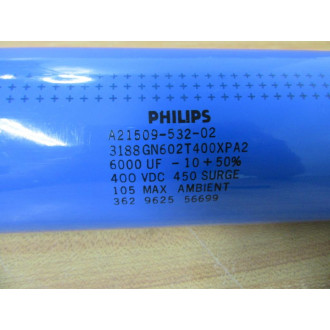 PHILIPS
A21509-532-02
3188GN602T400XPA2
6000 UF -10 +50%
400 VDC 450 SURGE
105 MAX AMBIENT
362 9625 56699